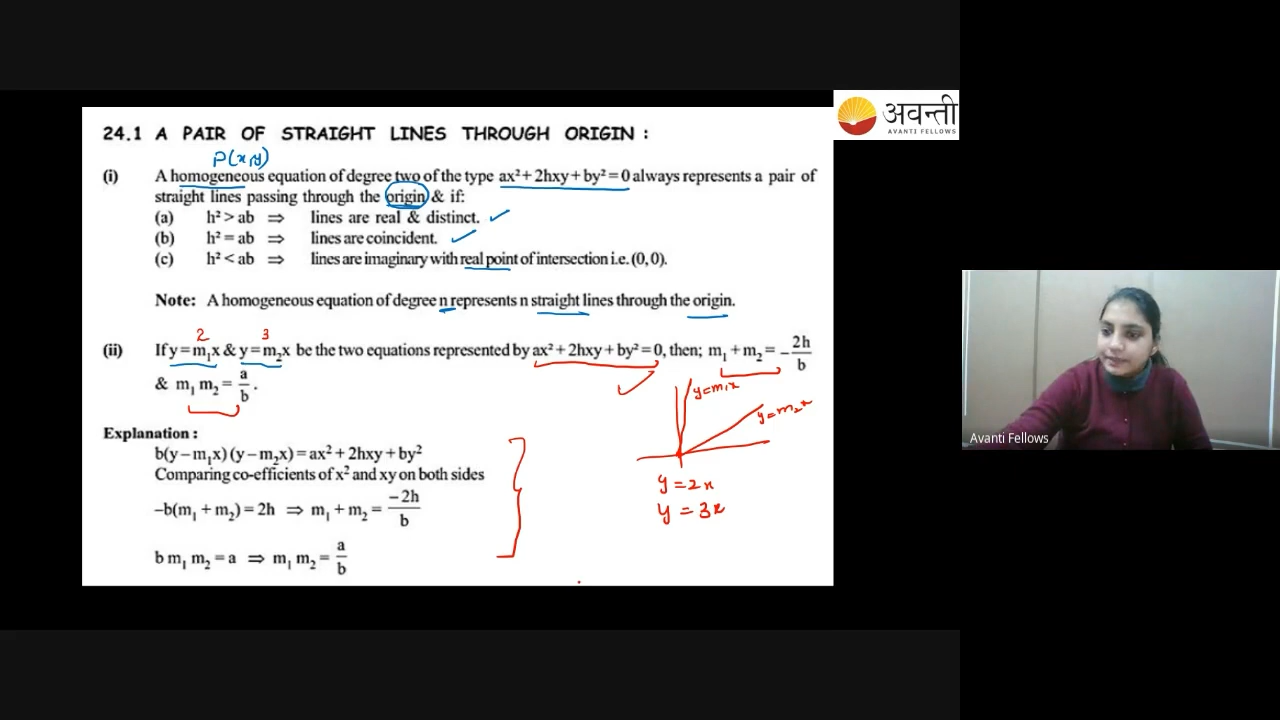 अवन्ती
AVANTI FELLOWS
24.1 A PAIR OF STRAIGHT LINES THROUGH ORIGIN :
P(x,y)
(i) A homogeneous equation of degree two of the type ax² + 2hxy + by² = 0 always represents a pair of
straight lines passing through the origin & if:
(a) h² > ab ⇒ lines are real & distinct.
(b) h² = ab ⇒ lines are coincident.
(c) h² < ab ⇒ lines are imaginary with real point of intersection i.e. (0, 0).
Note: A homogeneous equation of degree n represents n straight lines through the origin.
2 3
(ii) If y = m₁x & y = m₂x be the two equations represented by ax² + 2hxy + by² = 0, then; m₁ + m₂ = – 2h/b
& m₁ m₂ = a/b .
y=m₁x
y=m₂x
Explanation :
b(y – m₁x) (y – m₂x) = ax² + 2hxy + by²
Comparing co-efficients of x² and xy on both sides
–b(m₁ + m₂) = 2h ⇒ m₁ + m₂ = –2h/b
b m₁ m₂ = a ⇒ m₁ m₂ = a/b
y = 2x
y = 3x
Avanti Fellows